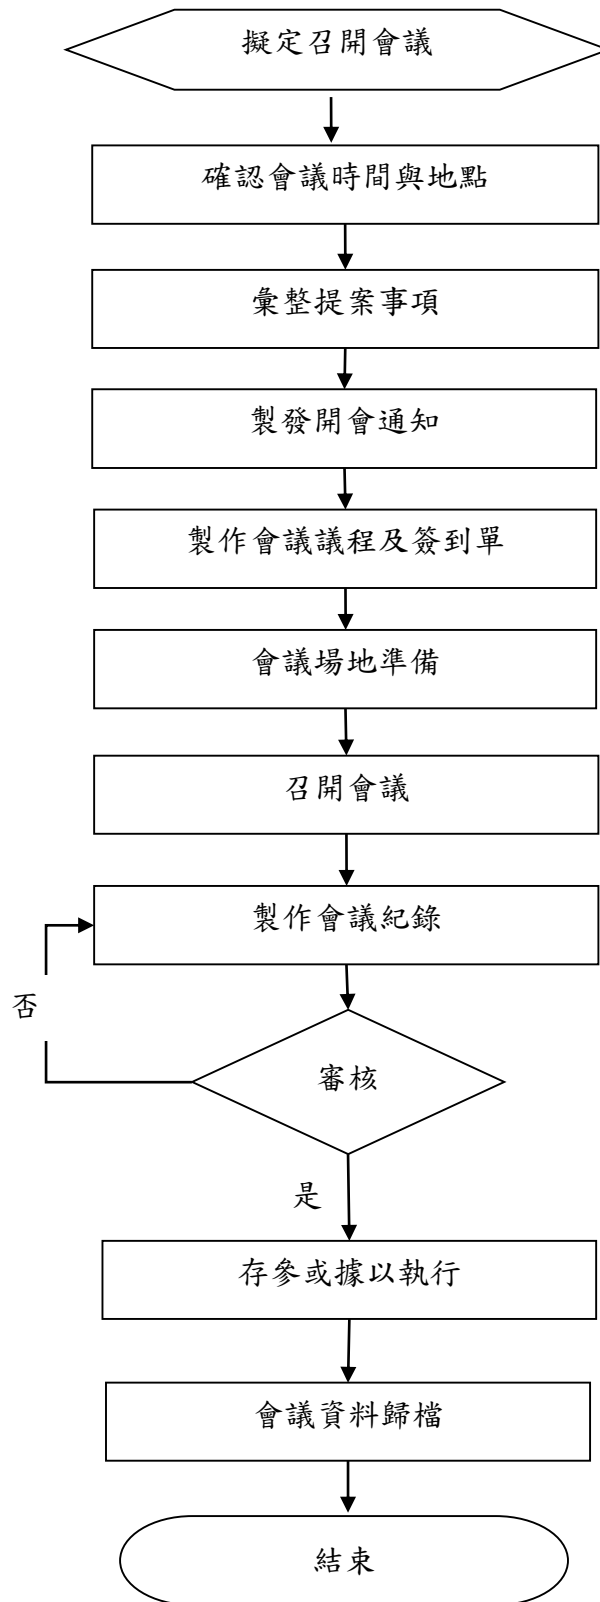 擬定召開會議
確認會議時間與地點
彙整提案事項
製發開會通知
製作會議議程及簽到單
會議場地準備
召開會議
製作會議紀錄
否
審核
是
存參或據以執行
會議資料歸檔
結束